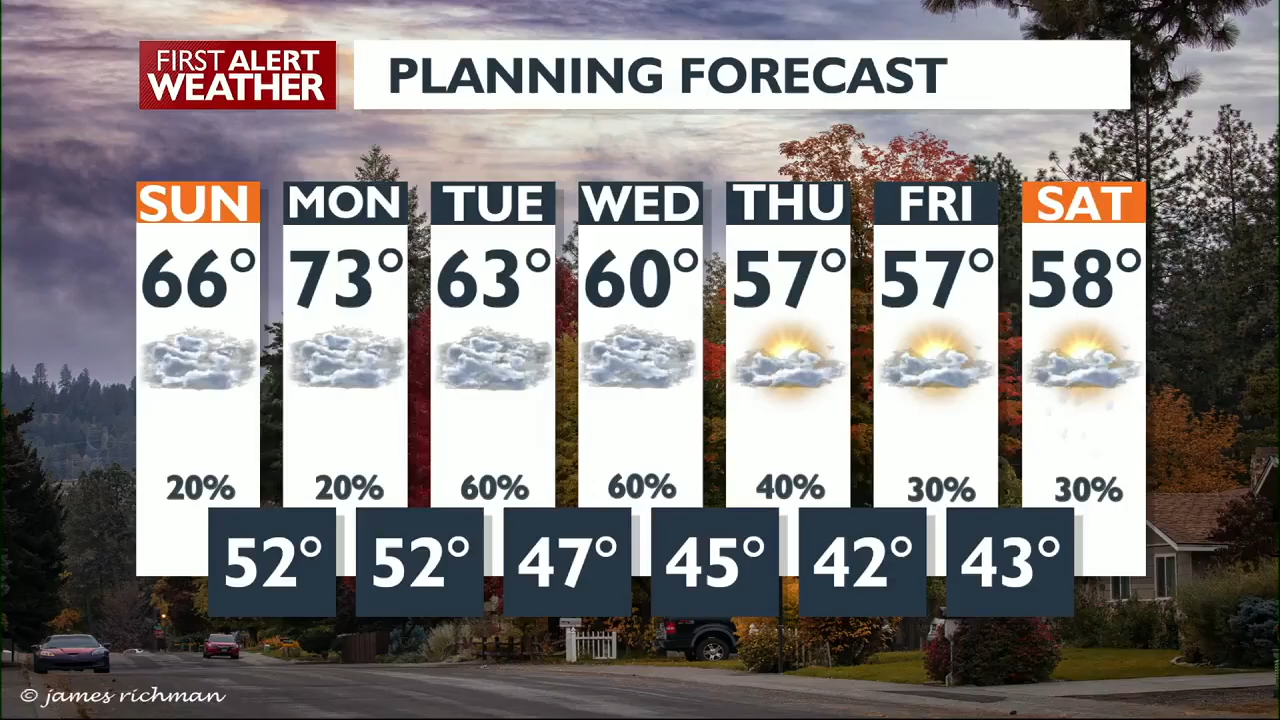 FIRST ALERT
WEATHER
PLANNING FORECAST
SUN MON TUE WED THU FRI SAT
66° 73° 63° 60° 57° 57° 58°
20% 20% 60% 60% 40% 30% 30%
52° 52° 47° 45° 42° 43°
© james richman